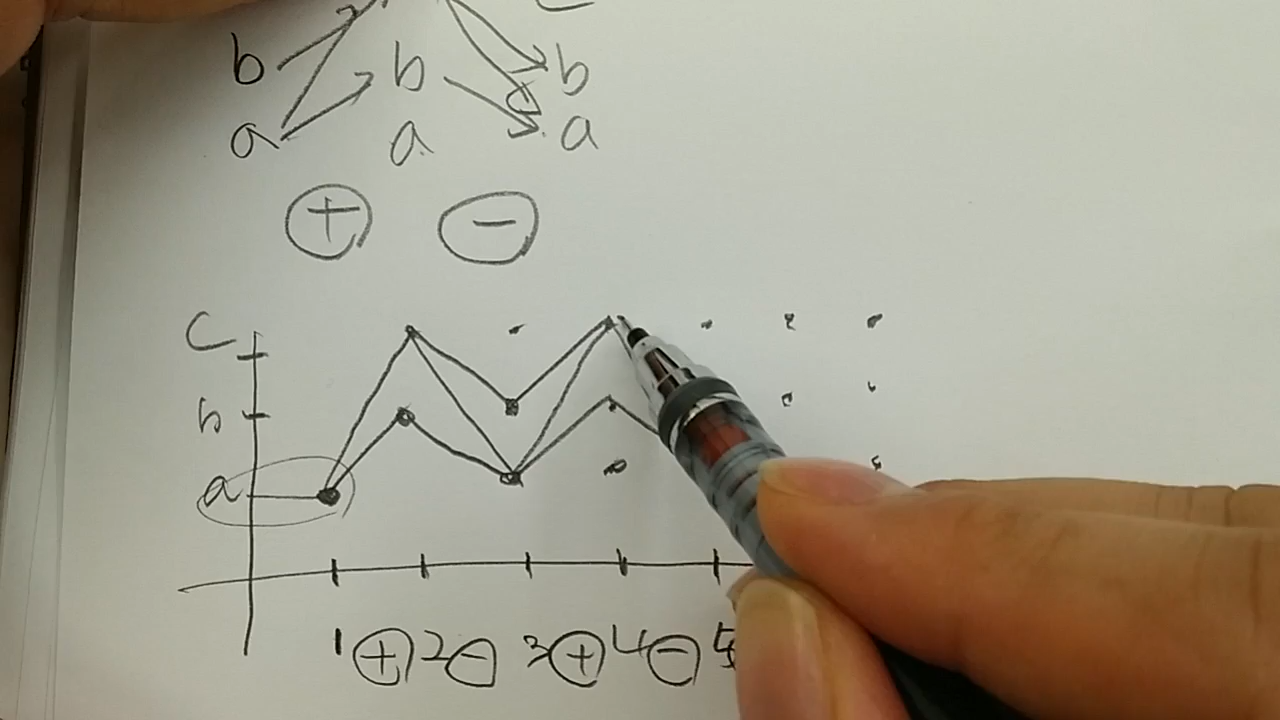 c
b b b
a a a
+ -
C
b
a
1 + 2 - 3 + 4 - 5